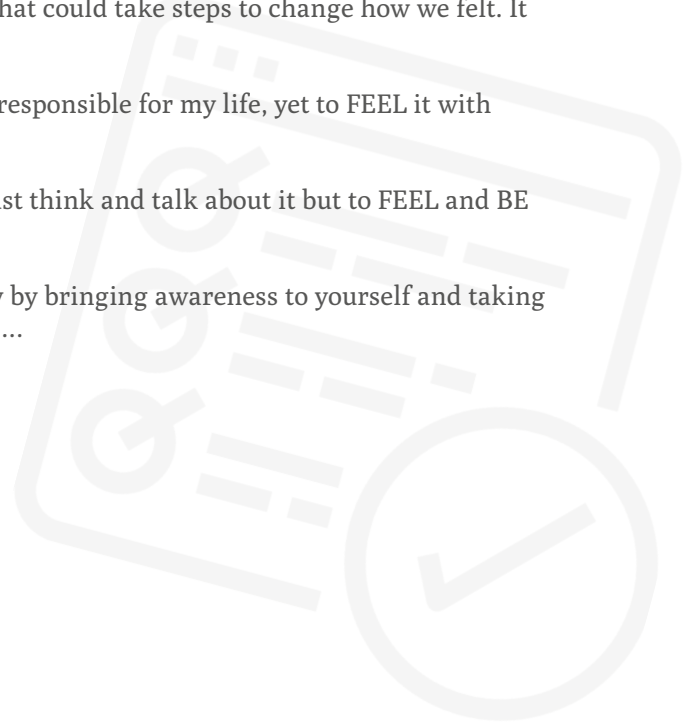 hat could take steps to change how we felt. It
responsible for my life, yet to FEEL it with
st think and talk about it but to FEEL and BE
by bringing awareness to yourself and taking
...